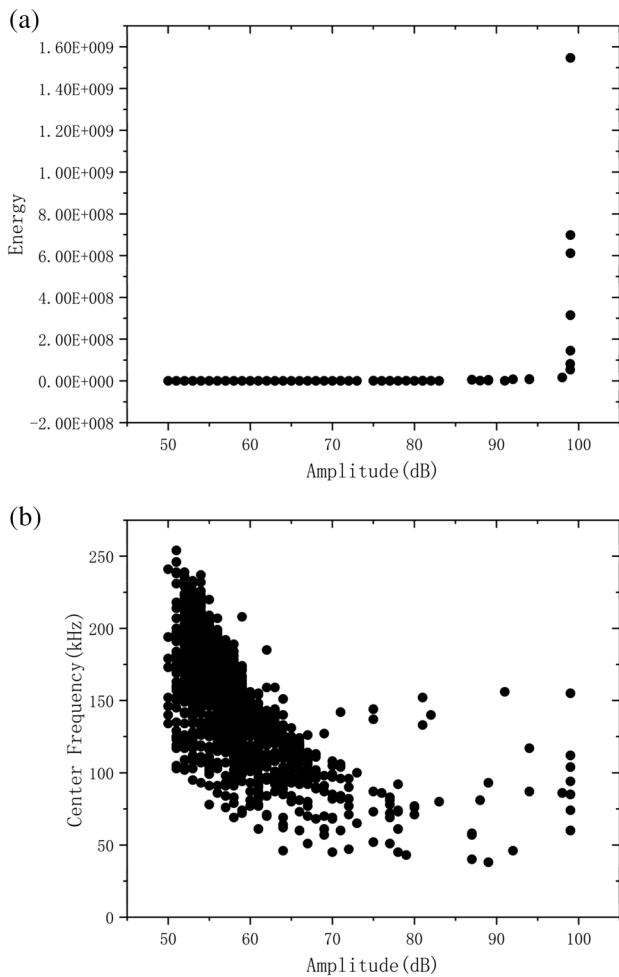 (a)
1.60E+009
1.40E+009
1.20E+009
1.00E+009
8.00E+008
6.00E+008
4.00E+008
2.00E+008
0.00E+000
-2.00E+008
Energy
50 60 70 80 90 100
Amplitude(dB)
(b)
250
200
150
100
50
0
Center Frequency(kHz)
50 60 70 80 90 100
Amplitude(dB)